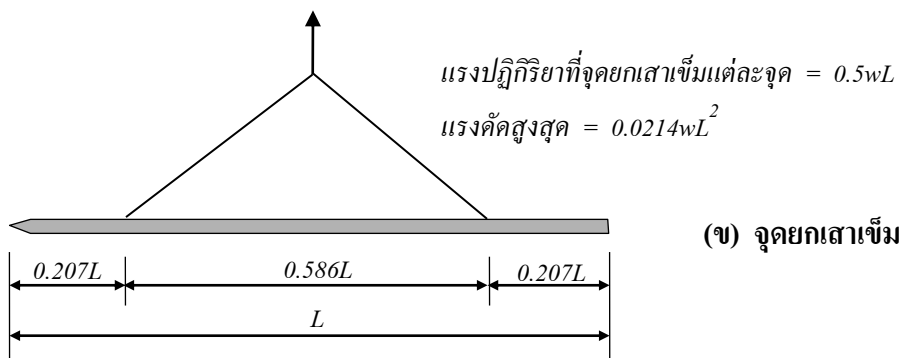 แรงปฏิกิริยาที่จุดยกเสาเข็มแต่ละจุด = 0.5wL
แรงดัดสูงสุด = 0.0214wL²
(ข) จุดยกเสาเข็ม
0.207L 0.586L 0.207L
L